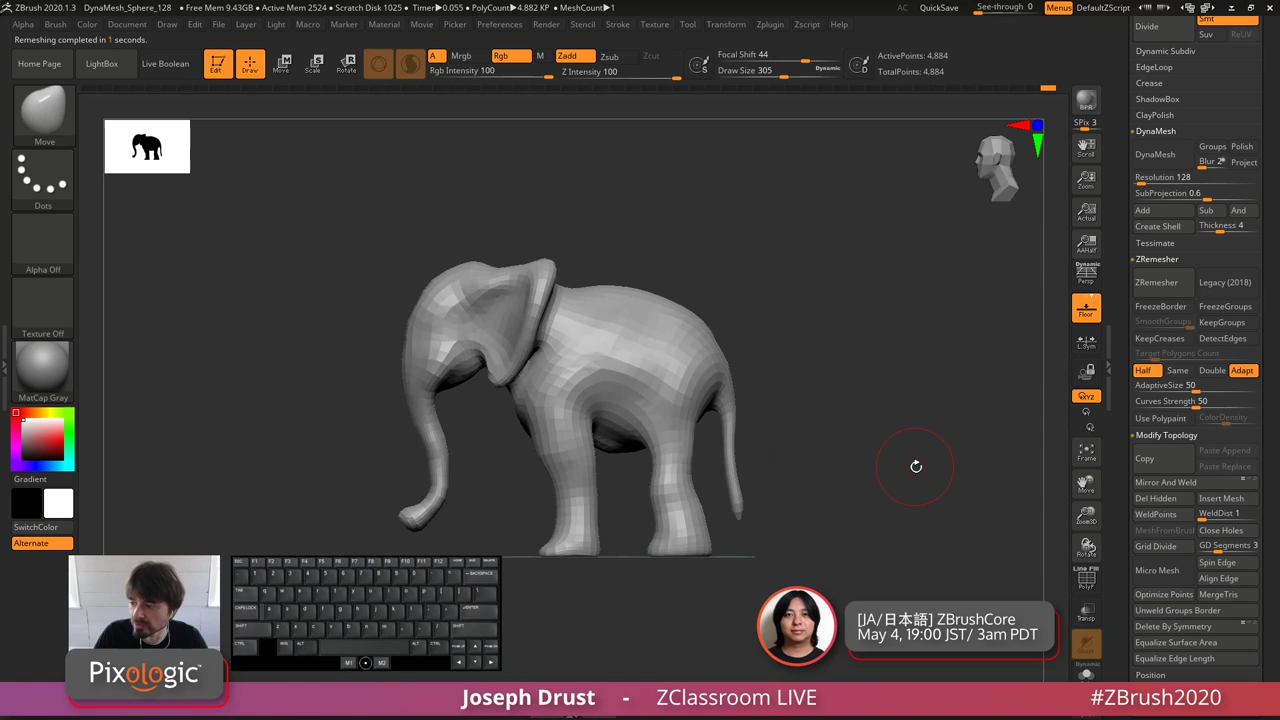 ZBrush 2020.1.3 DynaMesh_Sphere_128 • Free Mem 9.43GB • Active Mem 2524 • Scratch Disk 1025 • Timer▶0.055 • PolyCount▶4.882 KP • MeshCount▶1
AC QuickSave See-through 0 Menus DefaultZScript
Alpha Brush Color Document Draw Edit File Layer Light Macro Marker Material Movie Picker Preferences Render Stencil Stroke Texture Tool Transform Zplugin Zscript Help
Remeshing completed in 1 seconds.
Home Page LightBox Live Boolean Edit Draw Move Scale Rotate
A Mrgb Rgb M Zadd Zsub Zcut
Rgb Intensity 100 Z Intensity 100
Focal Shift 44
Draw Size 305 Dynamic
ActivePoints: 4,884
TotalPoints: 4,884
Move
Dots
Alpha Off
Texture Off
MatCap Gray
Gradient
SwitchColor
Alternate
BPR
SPix 3
Scroll
Zoom
Actual
AAHalf
Dynamic
Persp
Floor
L.Sym
XYZ
Frame
Move
Zoom3D
Rotate
Line Fill
PolyF
Transp
Dynamic
Divide Smt
Suv ReUV
Dynamic Subdiv
EdgeLoop
Crease
ShadowBox
ClayPolish
DynaMesh
DynaMesh Groups Polish
Blur 2 Project
Resolution 128
SubProjection 0.6
Add Sub And
Create Shell Thickness 4
Tessimate
ZRemesher
ZRemesher Legacy (2018)
FreezeBorder FreezeGroups
SmoothGroups KeepGroups
KeepCreases DetectEdges
Target Polygons Count
Half Same Double Adapt
AdaptiveSize 50
Curves Strength 50
Use Polypaint ColorDensity
Modify Topology
Copy Paste Append
Paste Replace
Mirror And Weld
Del Hidden Insert Mesh
WeldPoints WeldDist 1
MeshFromBrush Close Holes
Grid Divide GD Segments 3
Micro Mesh Spin Edge
Align Edge
Optimize Points MergeTris
Unweld Groups Border
Delete By Symmetry
Equalize Surface Area
Equalize Edge Length
Position
M1 M2
Pixologic
[JA/日本語] ZBrushCore
May 4, 19:00 JST/ 3am PDT
Joseph Drust - ZClassroom LIVE #ZBrush2020